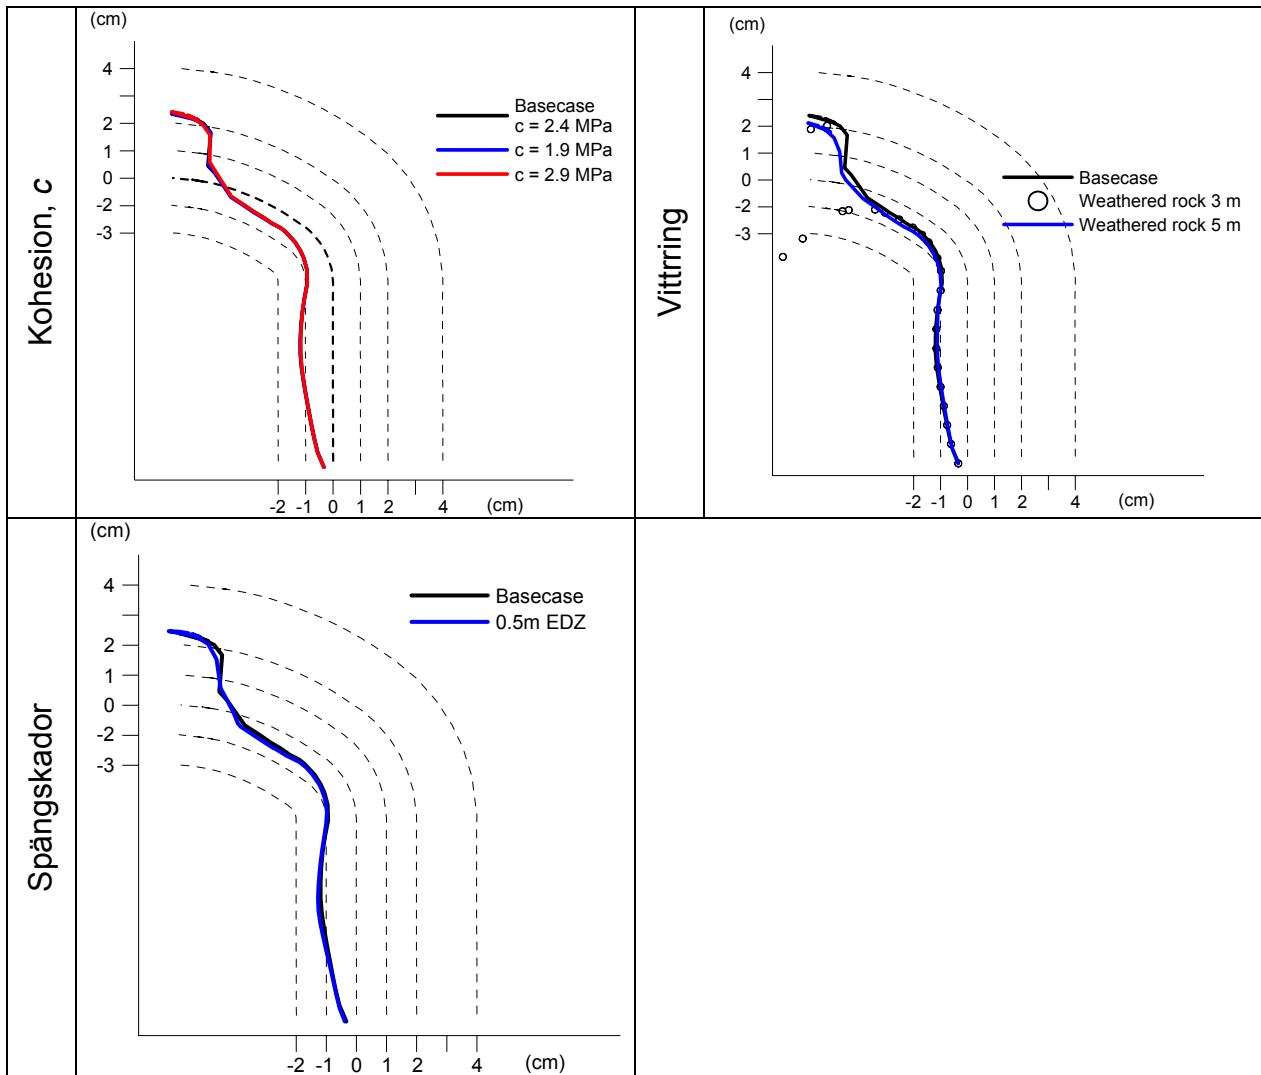 Kohesion, c
(cm)
4
2
1
0
-2
-3
Basecase
c = 2.4 MPa
c = 1.9 MPa
c = 2.9 MPa
-2 -1 0 1 2 4 (cm)
Vittrring
(cm)
4
2
1
0
-2
-3
Basecase
Weathered rock 3 m
Weathered rock 5 m
-2 -1 0 1 2 4 (cm)
Spängskador
(cm)
4
2
1
0
-2
-3
Basecase
0.5m EDZ
-2 -1 0 1 2 4 (cm)